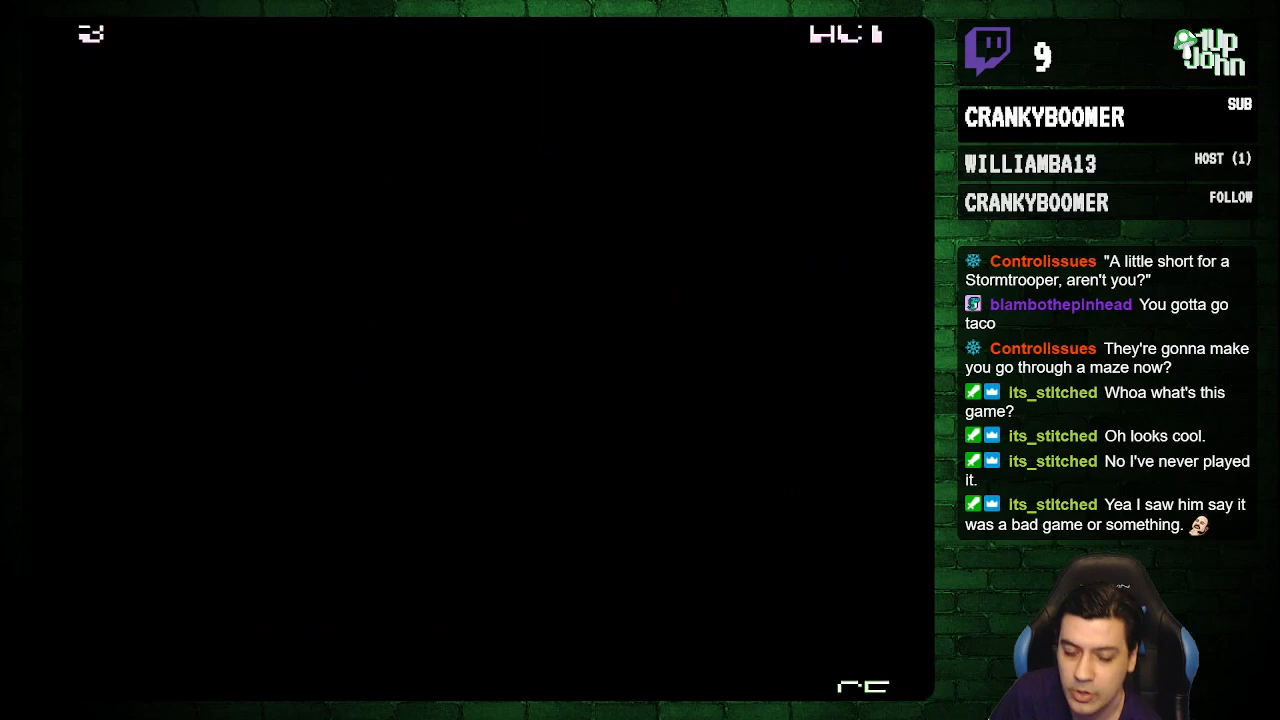 3
9
1Up
John
CRANKYBOOMER SUB
WILLIAMBA13 HOST (1)
CRANKYBOOMER FOLLOW
ControlIssues "A little short for a
Stormtrooper, aren't you?"
blambothepinhead You gotta go
taco
ControlIssues They're gonna make
you go through a maze now?
its_stitched Whoa what's this
game?
its_stitched Oh looks cool.
its_stitched No I've never played
it.
its_stitched Yea I saw him say it
was a bad game or something.